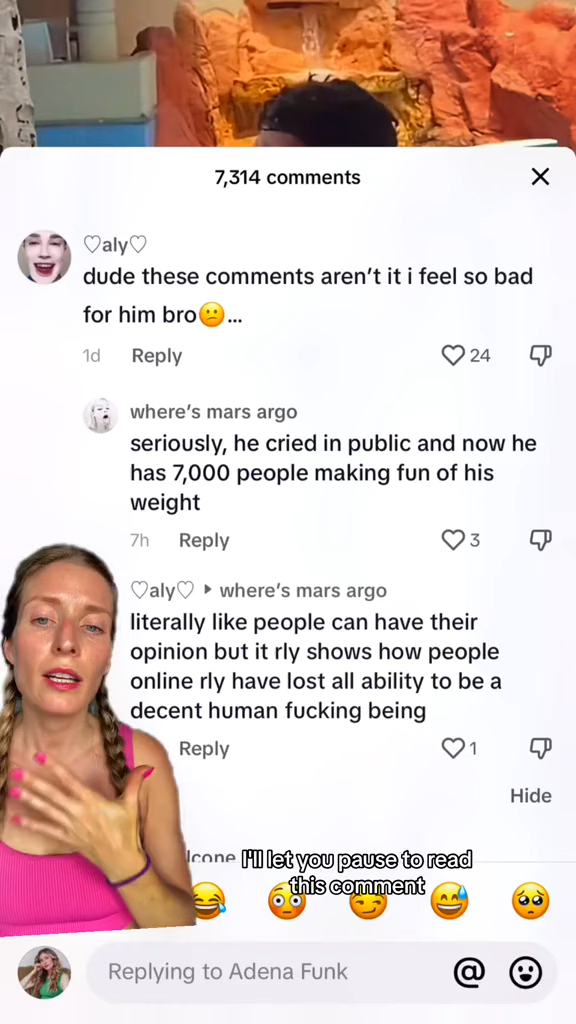 7,314 comments
♡aly♡
dude these comments aren't it i feel so bad
for him bro😕...
1d Reply 24
where's mars argo
seriously, he cried in public and now he
has 7,000 people making fun of his
weight
7h Reply 3
♡aly♡ ▸ where's mars argo
literally like people can have their
opinion but it rly shows how people
online rly have lost all ability to be a
decent human fucking being
Reply 1
Hide
I'll let you pause to read
this comment
Replying to Adena Funk
@